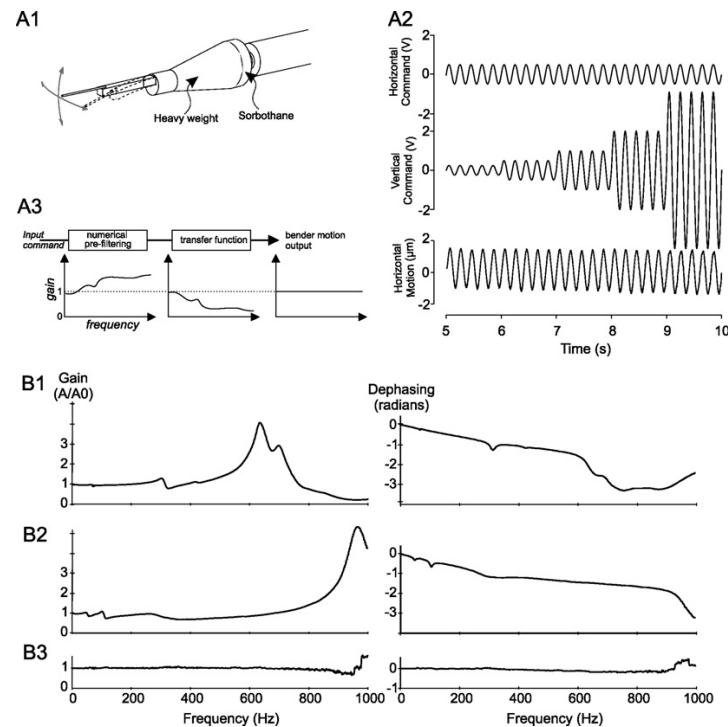 A1
Heavy weight
Sorbothane
A2
Horizontal
Command (V)
2
0
-2
Vertical
Command (V)
2
0
-2
Horizontal
Motion (µm)
2
0
-2
5
6
7
8
9
10
Time (s)
A3
Input
command
numerical
pre-filtering
transfer function
bender motion
output
gain
1
0
frequency
B1
Gain
(A/A0)
3
2
1
0
Dephasing
(radians)
0
-1
-2
-3
B2
3
2
1
0
0
-1
-2
-3
B3
1
0
0
-1
0
200
400
600
800
1000
Frequency (Hz)
0
200
400
600
800
1000
Frequency (Hz)